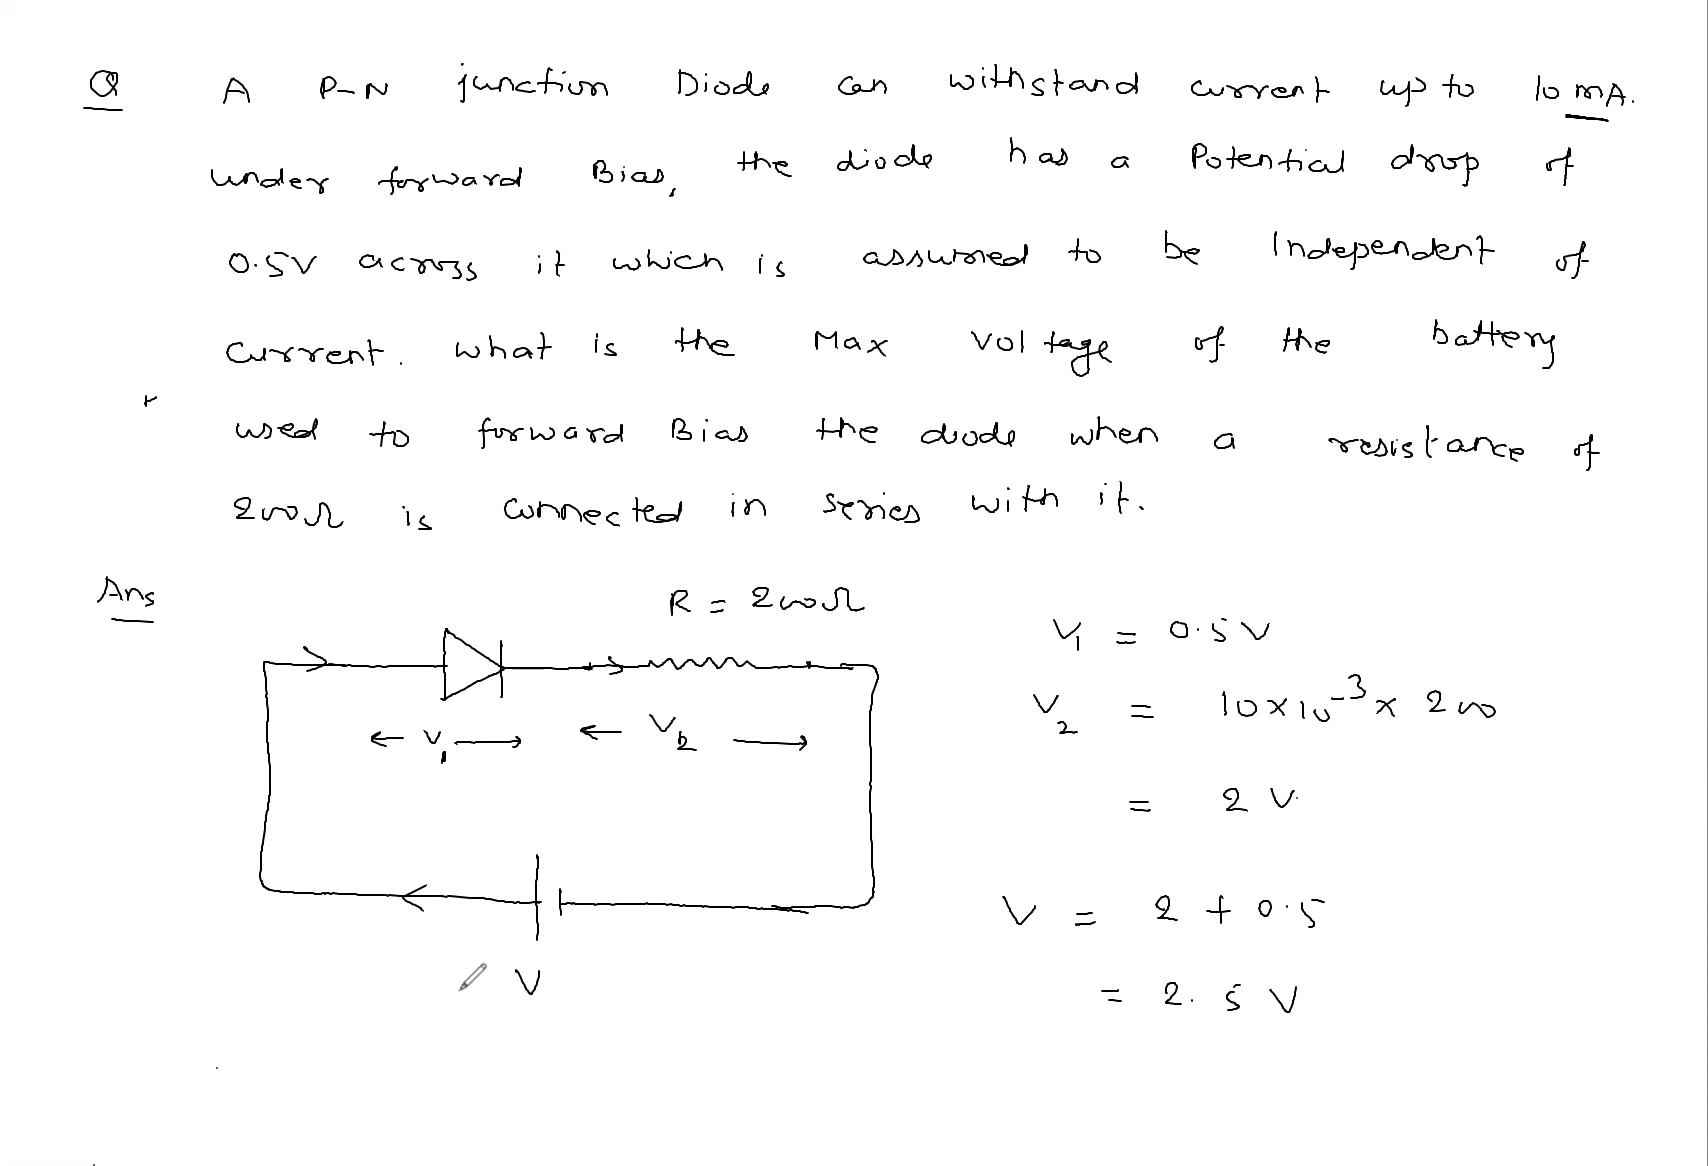 Q A P-N junction Diode can withstand current up to 10 mA.
under forward Bias, the diode has a Potential drop of
0.5V across it which is assumed to be Independent of
current. what is the Max voltage of the battery
used to forward Bias the diode when a resistance of
200Ω is connected in series with it.
Ans
R = 200Ω
← V₁ → ← V₂ →
V
V₁ = 0.5 V
V₂ = 10 x 10⁻³ x 200
= 2 V.
V = 2 + 0.5
= 2.5 V